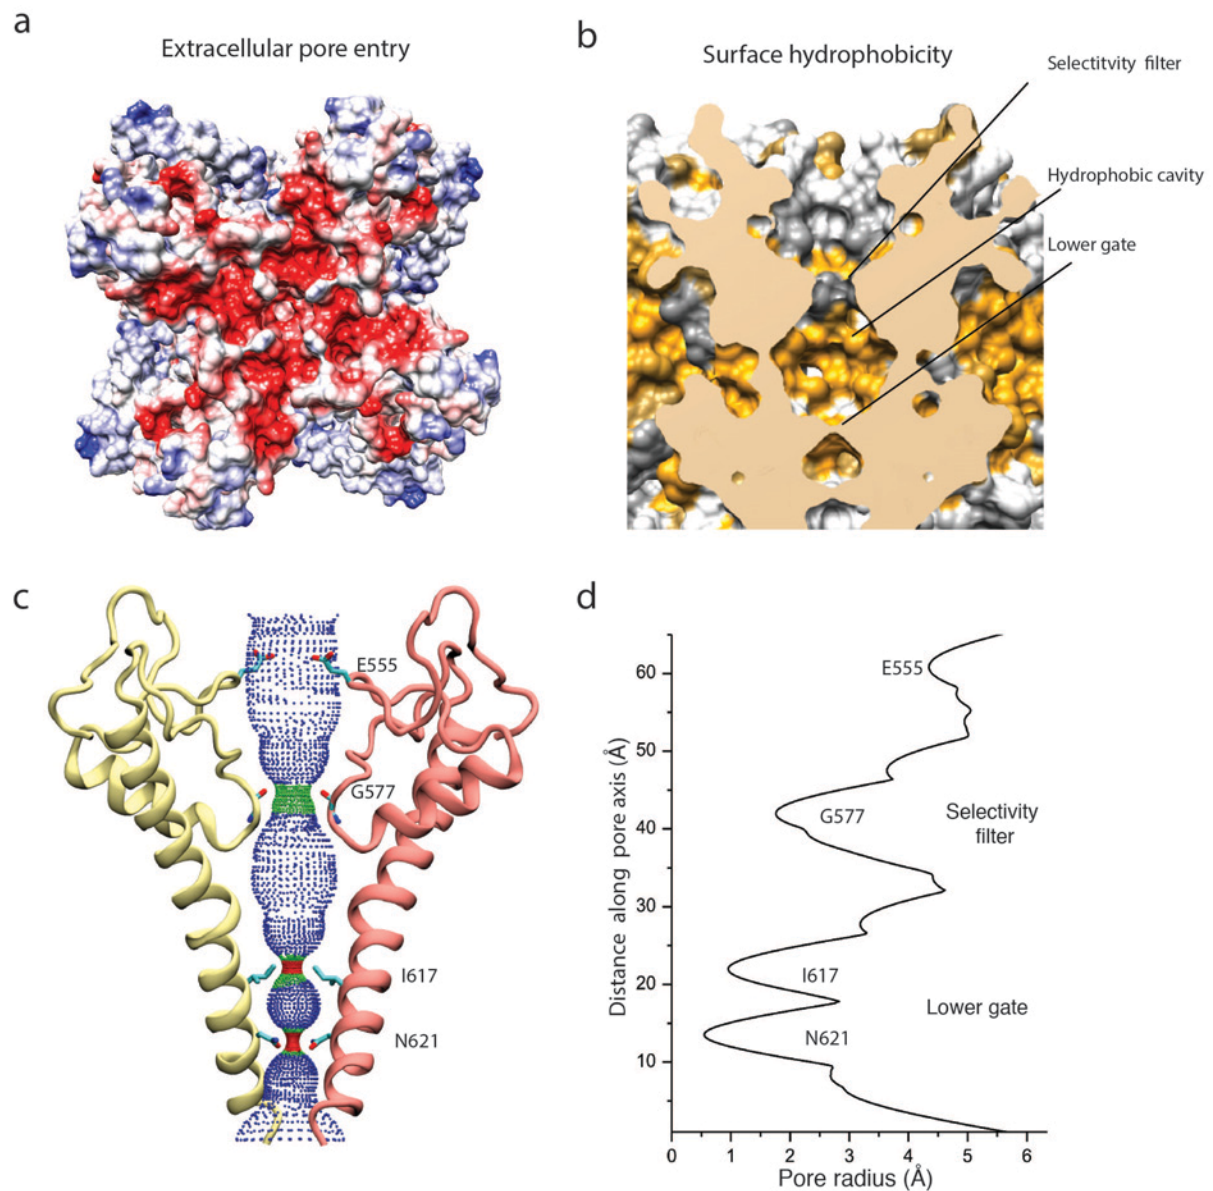 a
Extracellular pore entry
b
Surface hydrophobicity
Selectitvity filter
Hydrophobic cavity
Lower gate
c
E555
G577
I617
N621
d
Distance along pore axis (Å)
60
50
40
30
20
10
E555
G577
Selectivity
filter
I617
Lower gate
N621
0 1 2 3 4 5 6
Pore radius (Å)